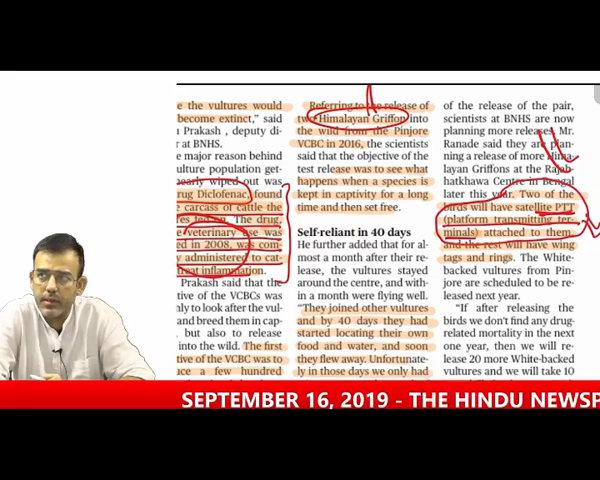 e the vultures would
become extinct," said
Prakash, deputy di-
r at BNHS.
e major reason behind
ulture population get-
nearly wiped out was
drug Diclofenac, found
e carcass of cattle the
The drug,
veterinary use was
ed in 2008, was com-
y administered to cat-
treat inflammation.
Prakash said that the
ctive of the VCBCs was
nly to look after the vul-
and breed them in cap-
but also to release
into the wild. The first
ctive of the VCBC was to
uce a few hundred
Referring to the release of
two Himalayan Griffon into
the wild from the Pinjore
VCBC in 2016, the scientists
said that the objective of the
test release was to see what
happens when a species is
kept in captivity for a long
time and then set free.
Self-reliant in 40 days
He further added that for al-
most a month after their re-
lease, the vultures stayed
around the centre, and with-
in a month were flying well.
"They joined other vultures
and by 40 days they had
started locating their own
food and water, and soon
they flew away. Unfortunate-
ly in those days we only had
of the release of the pair,
scientists at BNHS are now
planning more releases. Mr.
Ranade said they are plan-
ning a release of more Hima-
layan Griffons at the Rajab-
hatkhawa Centre in Bengal
later this year. Two of the
birds will have satellite PTT
(platform transmitting ter-
minals) attached to them,
and the rest will have wing
tags and rings. The White-
backed vultures from Pin-
jore are scheduled to be re-
leased next year.
"If after releasing the
birds we don't find any drug-
related mortality in the next
one year, then we will re-
lease 20 more White-backed
vultures and we will take 10
SEPTEMBER 16, 2019 - THE HINDU NEWSP